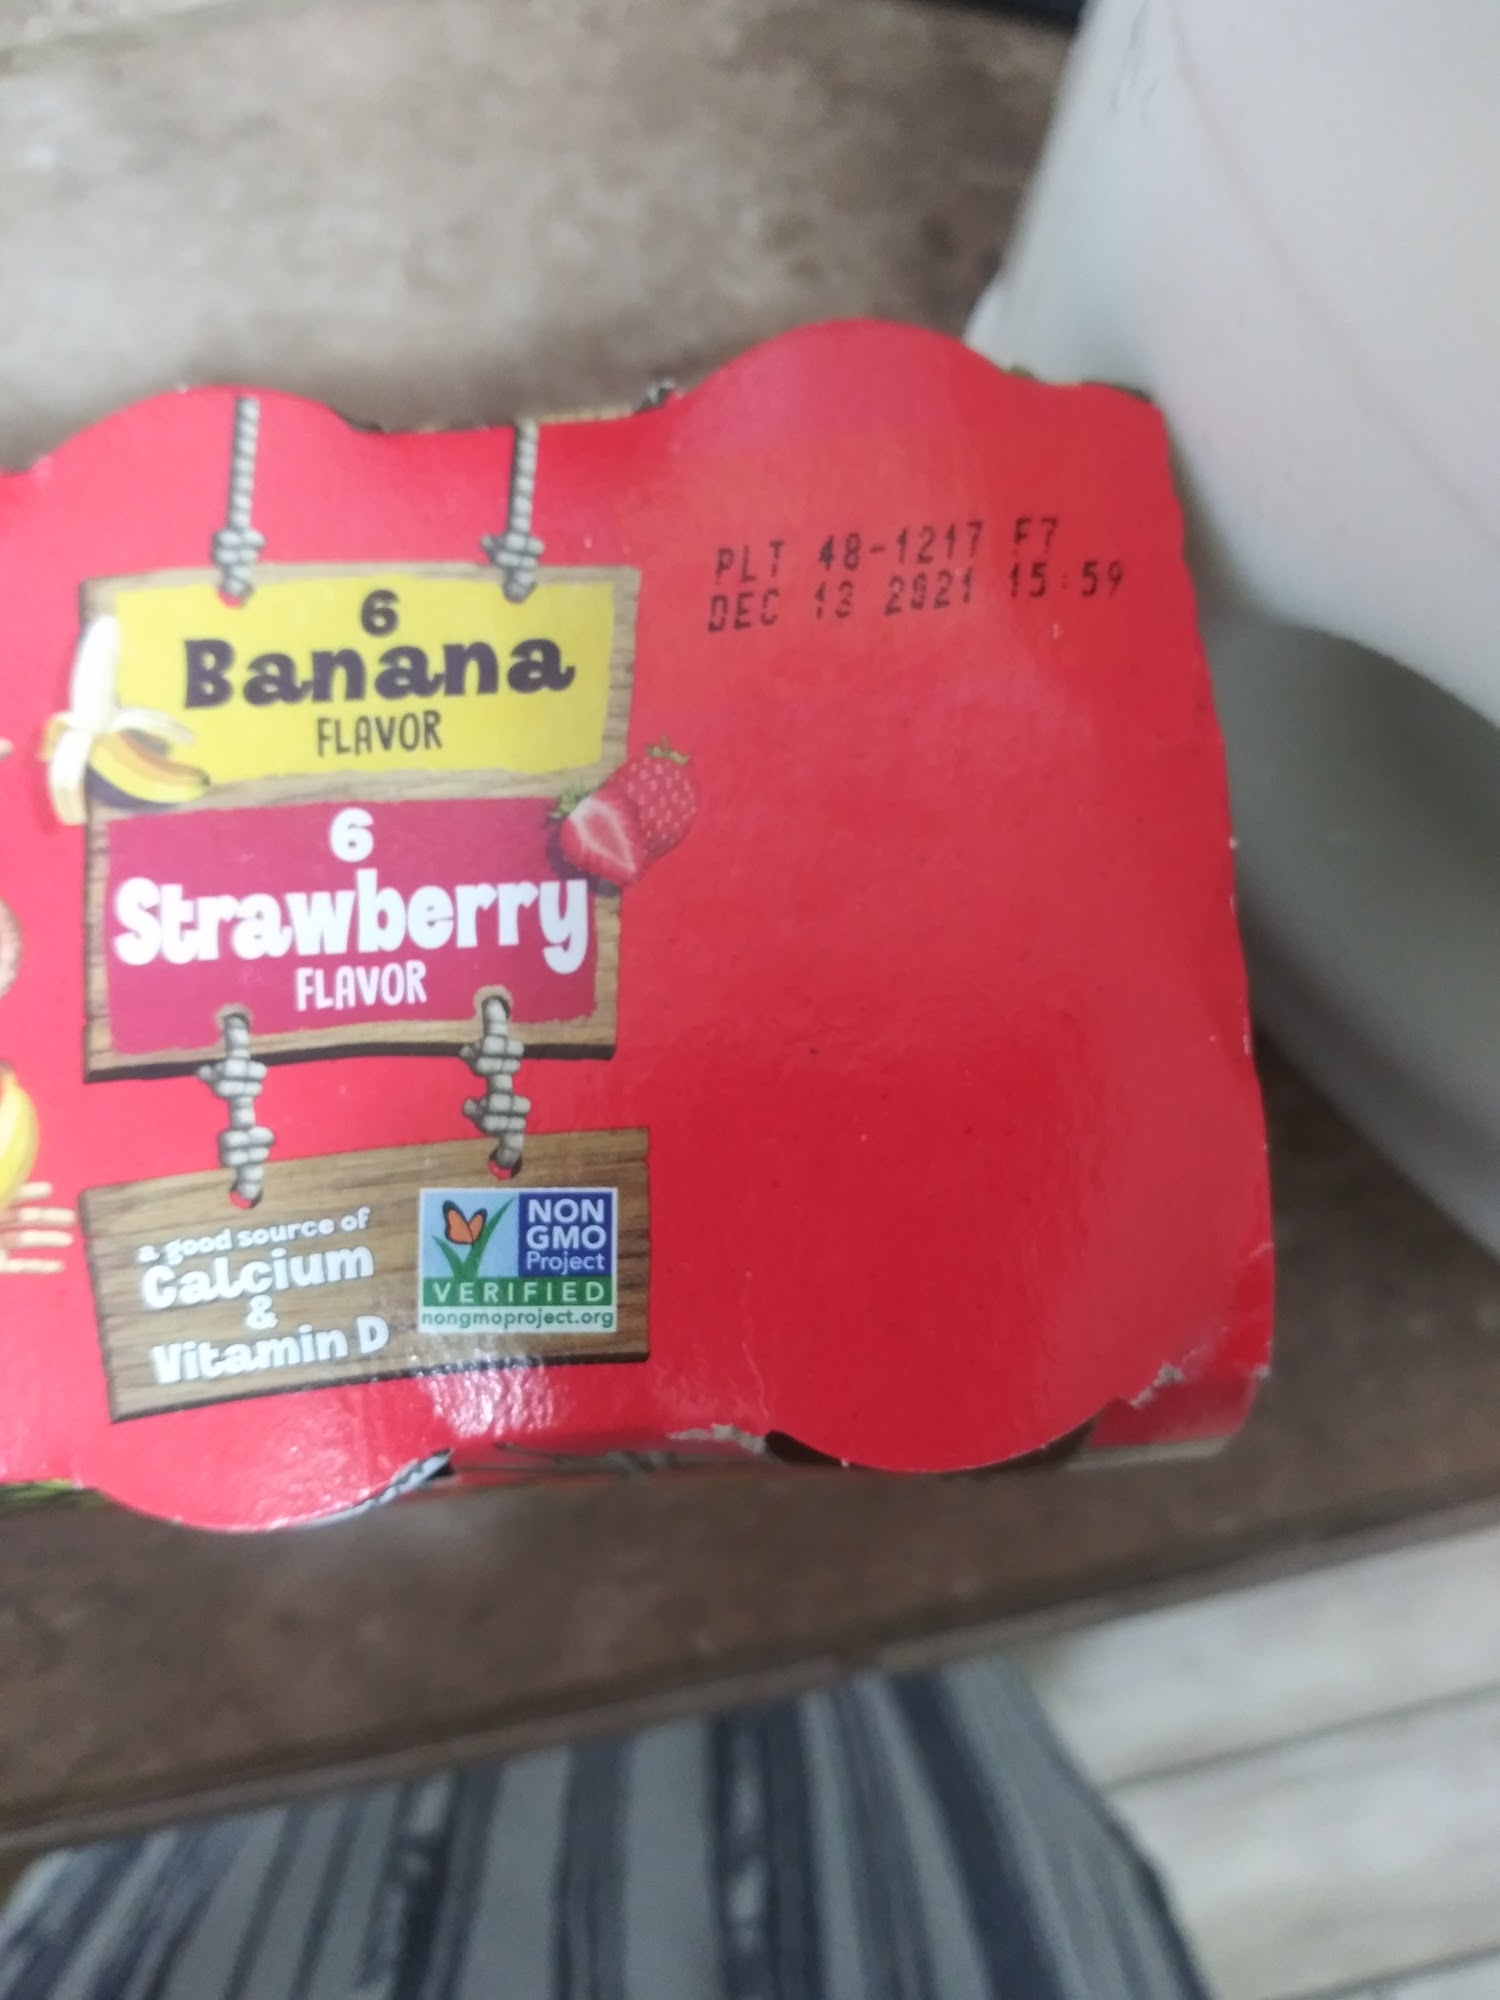 6
Banana
FLAVOR
6
Strawberry
FLAVOR
a good source of
Calcium
&
Vitamin D
NON
GMO
Project
VERIFIED
nongmoproject.org
PLT 48-1217 F7
DEC 13 2021 15:59